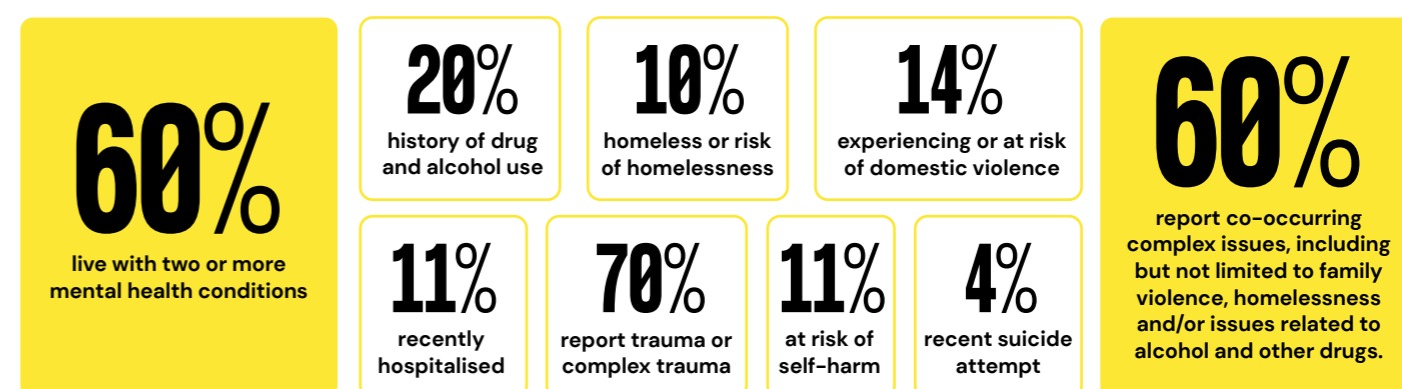 60%
live with two or more
mental health conditions
20%
history of drug
and alcohol use
10%
homeless or risk
of homelessness
14%
experiencing or at risk
of domestic violence
11%
recently
hospitalised
70%
report trauma or
complex trauma
11%
at risk of
self-harm
4%
recent suicide
attempt
60%
report co-occurring
complex issues, including
but not limited to family
violence, homelessness
and/or issues related to
alcohol and other drugs.